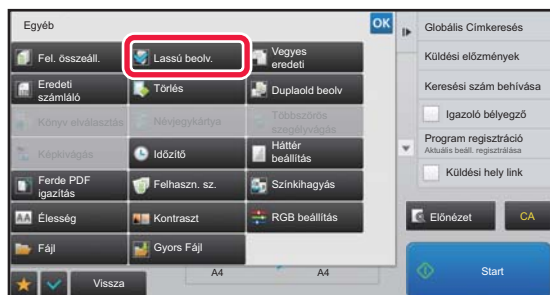 Egyéb
OK
Fel. összeáll.
Lassú beolv.
Vegyes
eredeti
Eredeti
számláló
Törlés
Duplaold beolv
Könyv elválasztás
Névjegykártya
Többszörös
szegélyvágás
Képkivágás
Időzítő
Háttér
beállítás
Ferde PDF
igazítás
Felhaszn. sz.
Színkihagyás
AA Élesség
Kontraszt
RGB beállítás
Fájl
Gyors Fájl
Vissza
A4
A4
Globális Címkeresés
Küldési előzmények
Keresési szám behívása
Igazoló bélyegző
Program regisztráció
Aktuális beáll. regisztrálása
Küldési hely link
Előnézet
CA
Start